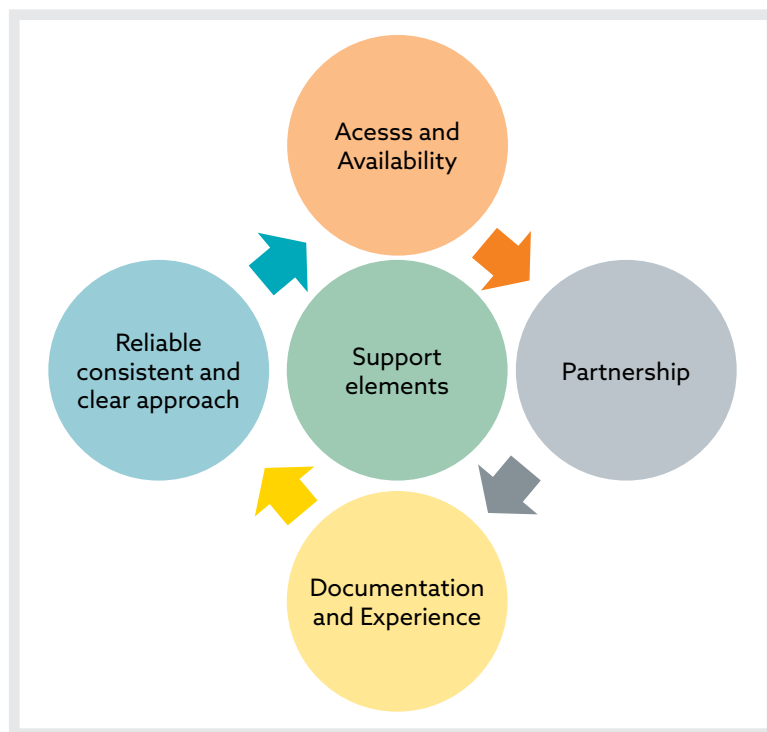 Acesss and
Availability
Reliable
consistent and
clear approach
Support
elements
Partnership
Documentation
and Experience